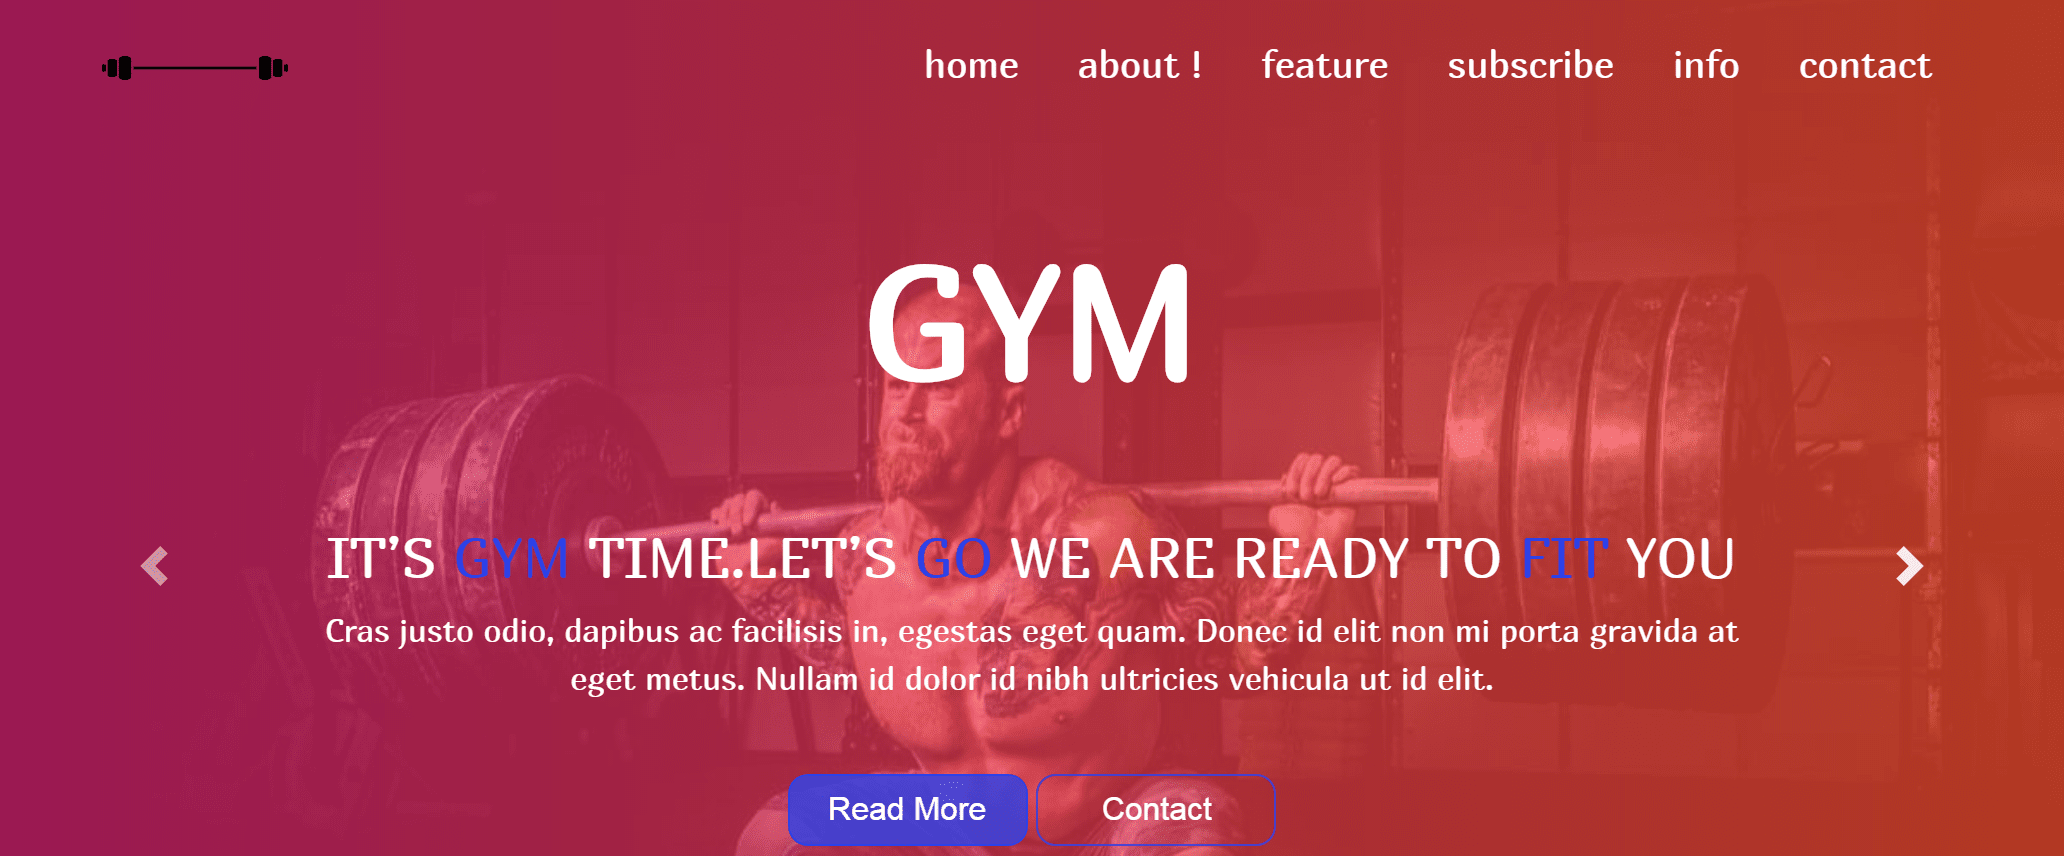 home about ! feature subscribe info contact
GYM
IT’S GYM TIME.LET’S GO WE ARE READY TO FIT YOU
Cras justo odio, dapibus ac facilisis in, egestas eget quam. Donec id elit non mi porta gravida at
eget metus. Nullam id dolor id nibh ultricies vehicula ut id elit.
Read More Contact